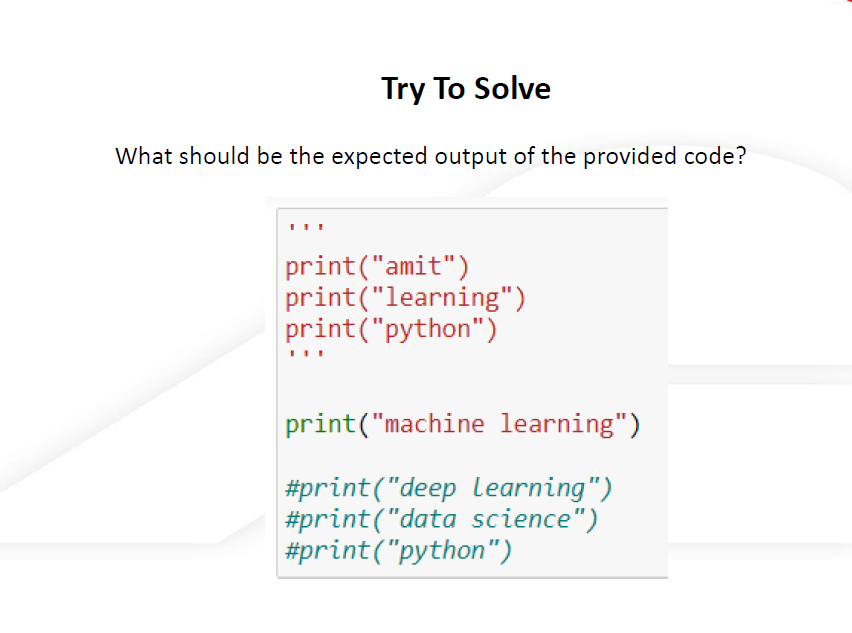 Try To Solve
What should be the expected output of the provided code?
'''
print("amit")
print("learning")
print("python")
'''
print("machine learning")
#print("deep learning")
#print("data science")
#print("python")